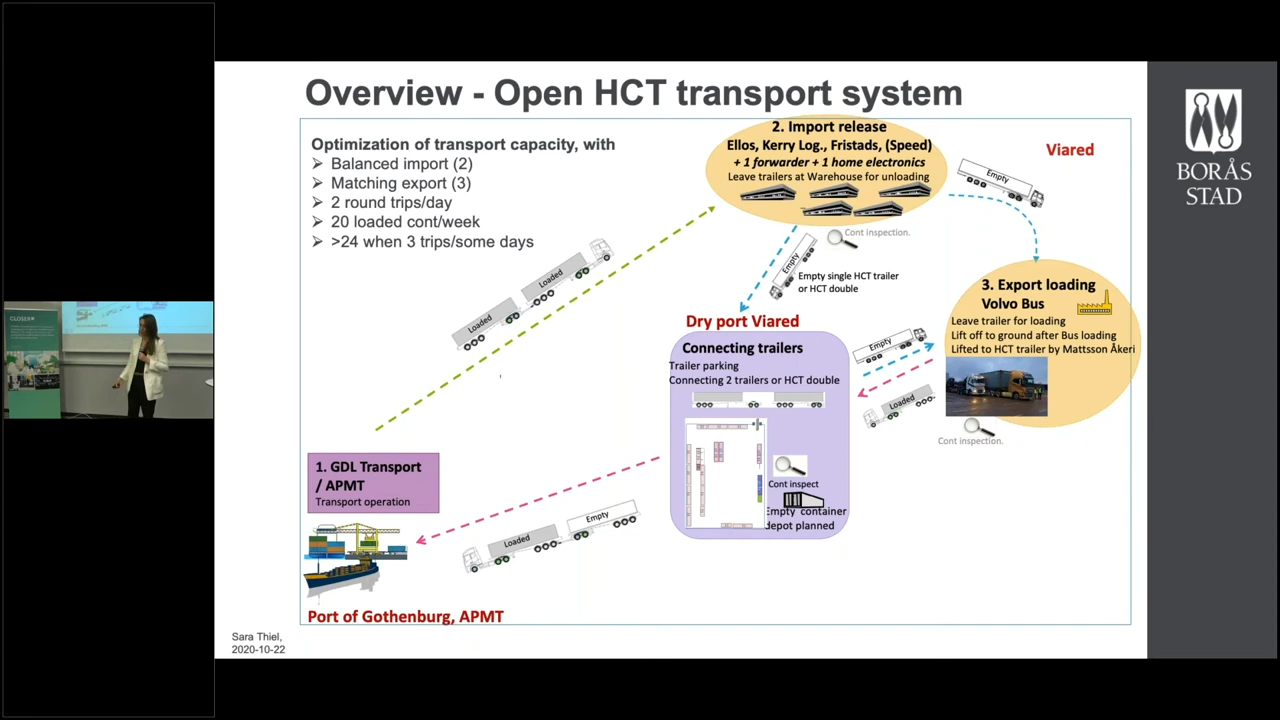 Overview - Open HCT transport system
Optimization of transport capacity, with
➢ Balanced import (2)
➢ Matching export (3)
➢ 2 round trips/day
➢ 20 loaded cont/week
➢ >24 when 3 trips/some days
2. Import release
Ellos, Kerry Log., Fristads, (Speed)
+ 1 forwarder + 1 home electronics
Leave trailers at Warehouse for unloading
Viared
Empty
Cont inspection.
Empty
Empty single HCT trailer
or HCT double
Loaded
Loaded
3. Export loading
Volvo Bus
Leave trailer for loading
Lift off to ground after Bus loading
Lifted to HCT trailer by Mattsson Åkeri
Cont inspection.
Dry port Viared
Connecting trailers
Trailer parking
Connecting 2 trailers or HCT double
Empty
Loaded
Cont inspect
Empty container
depot planned
1. GDL Transport
/ APMT
Transport operation
Loaded
Empty
Port of Gothenburg, APMT
Sara Thiel,
2020-10-22
BORÅS
STAD
CLOSER